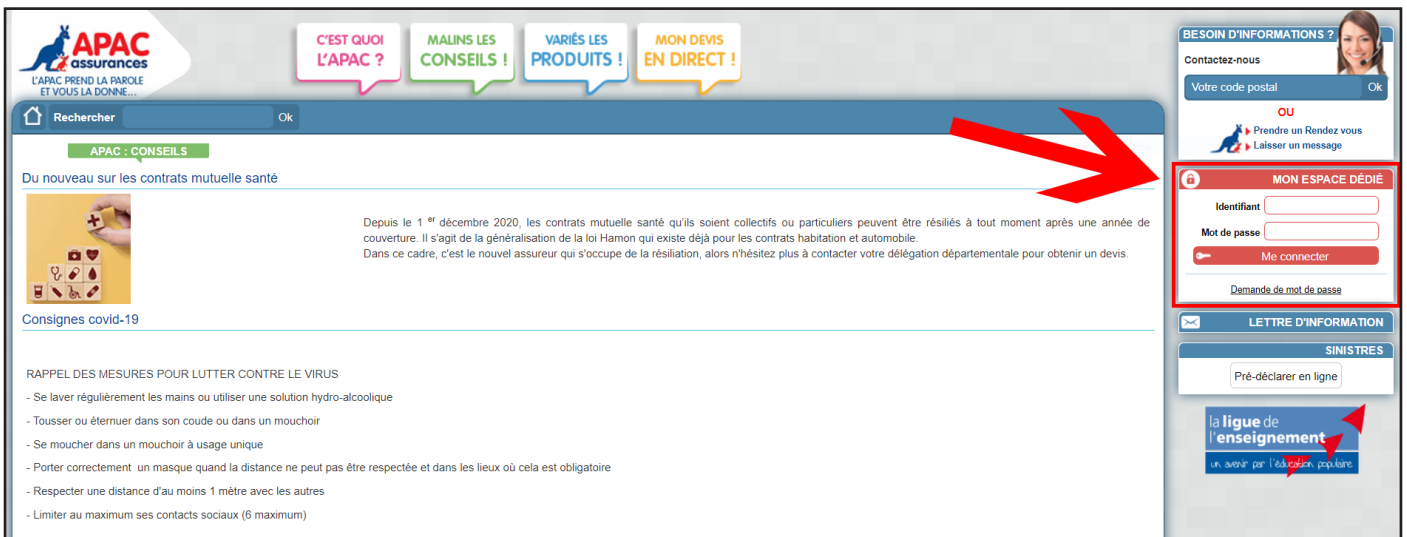 APAC
assurances
L'APAC PREND LA PAROLE
ET VOUS LA DONNE...
C'EST QUOI
L'APAC ?
MALINS LES
CONSEILS !
VARIÉS LES
PRODUITS !
MON DEVIS
EN DIRECT !
Rechercher
Ok
APAC : CONSEILS
Du nouveau sur les contrats mutuelle santé
Depuis le 1 er décembre 2020, les contrats mutuelle santé qu'ils soient collectifs ou particuliers peuvent être résiliés à tout moment après une année de
couverture. Il s'agit de la généralisation de la loi Hamon qui existe déjà pour les contrats habitation et automobile.
Dans ce cadre, c'est le nouvel assureur qui s'occupe de la résiliation, alors n'hésitez plus à contacter votre délégation départementale pour obtenir un devis.
Consignes covid-19
RAPPEL DES MESURES POUR LUTTER CONTRE LE VIRUS
- Se laver régulièrement les mains ou utiliser une solution hydro-alcoolique
- Tousser ou éternuer dans son coude ou dans un mouchoir
- Se moucher dans un mouchoir à usage unique
- Porter correctement un masque quand la distance ne peut pas être respectée et dans les lieux où cela est obligatoire
- Respecter une distance d'au moins 1 mètre avec les autres
- Limiter au maximum ses contacts sociaux (6 maximum)
BESOIN D'INFORMATIONS ?
Contactez-nous
Votre code postal
Ok
OU
Prendre un Rendez vous
Laisser un message
MON ESPACE DÉDIÉ
Identifiant
Mot de passe
Me connecter
Demande de mot de passe
LETTRE D'INFORMATION
SINISTRES
Pré-déclarer en ligne
la ligue de
l'enseignement
un avenir par l'éducation populaire